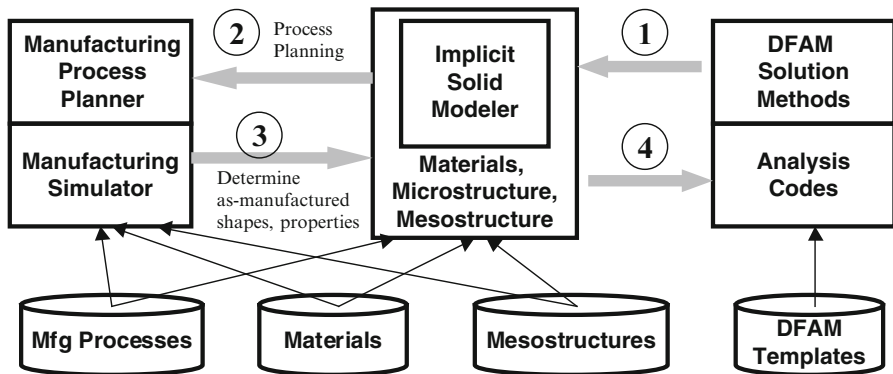 Manufacturing
Process
Planner
Manufacturing
Simulator
2
Process
Planning
3
Determine
as-manufactured
shapes, properties
Implicit
Solid
Modeler
Materials,
Microstructure,
Mesostructure
1
4
DFAM
Solution
Methods
Analysis
Codes
Mfg Processes
Materials
Mesostructures
DFAM
Templates